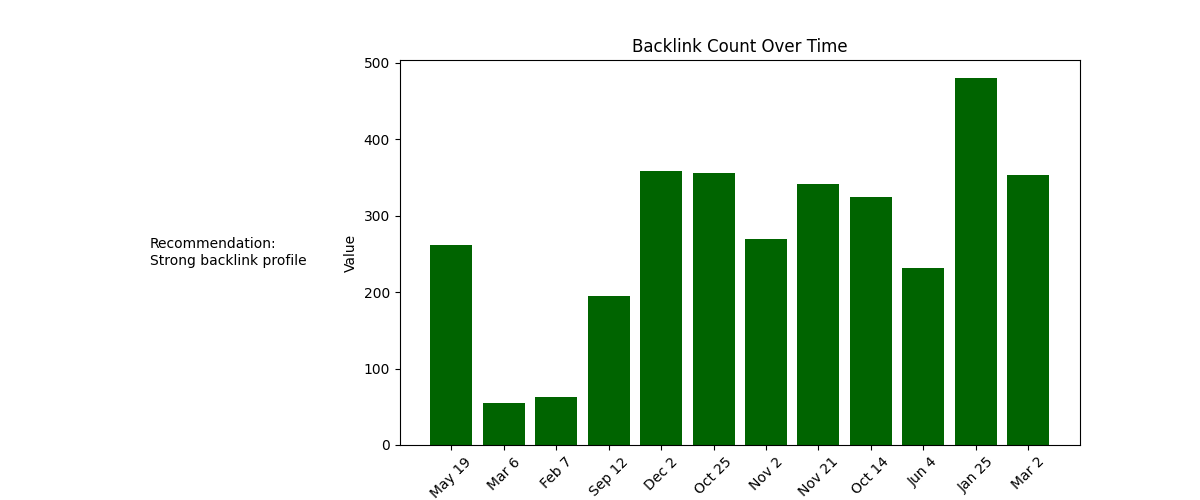 Backlink Count Over Time
Recommendation:
Strong backlink profile
Value
500
400
300
200
100
0
May 19
Mar 6
Feb 7
Sep 12
Dec 2
Oct 25
Nov 2
Nov 21
Oct 14
Jun 4
Jan 25
Mar 2